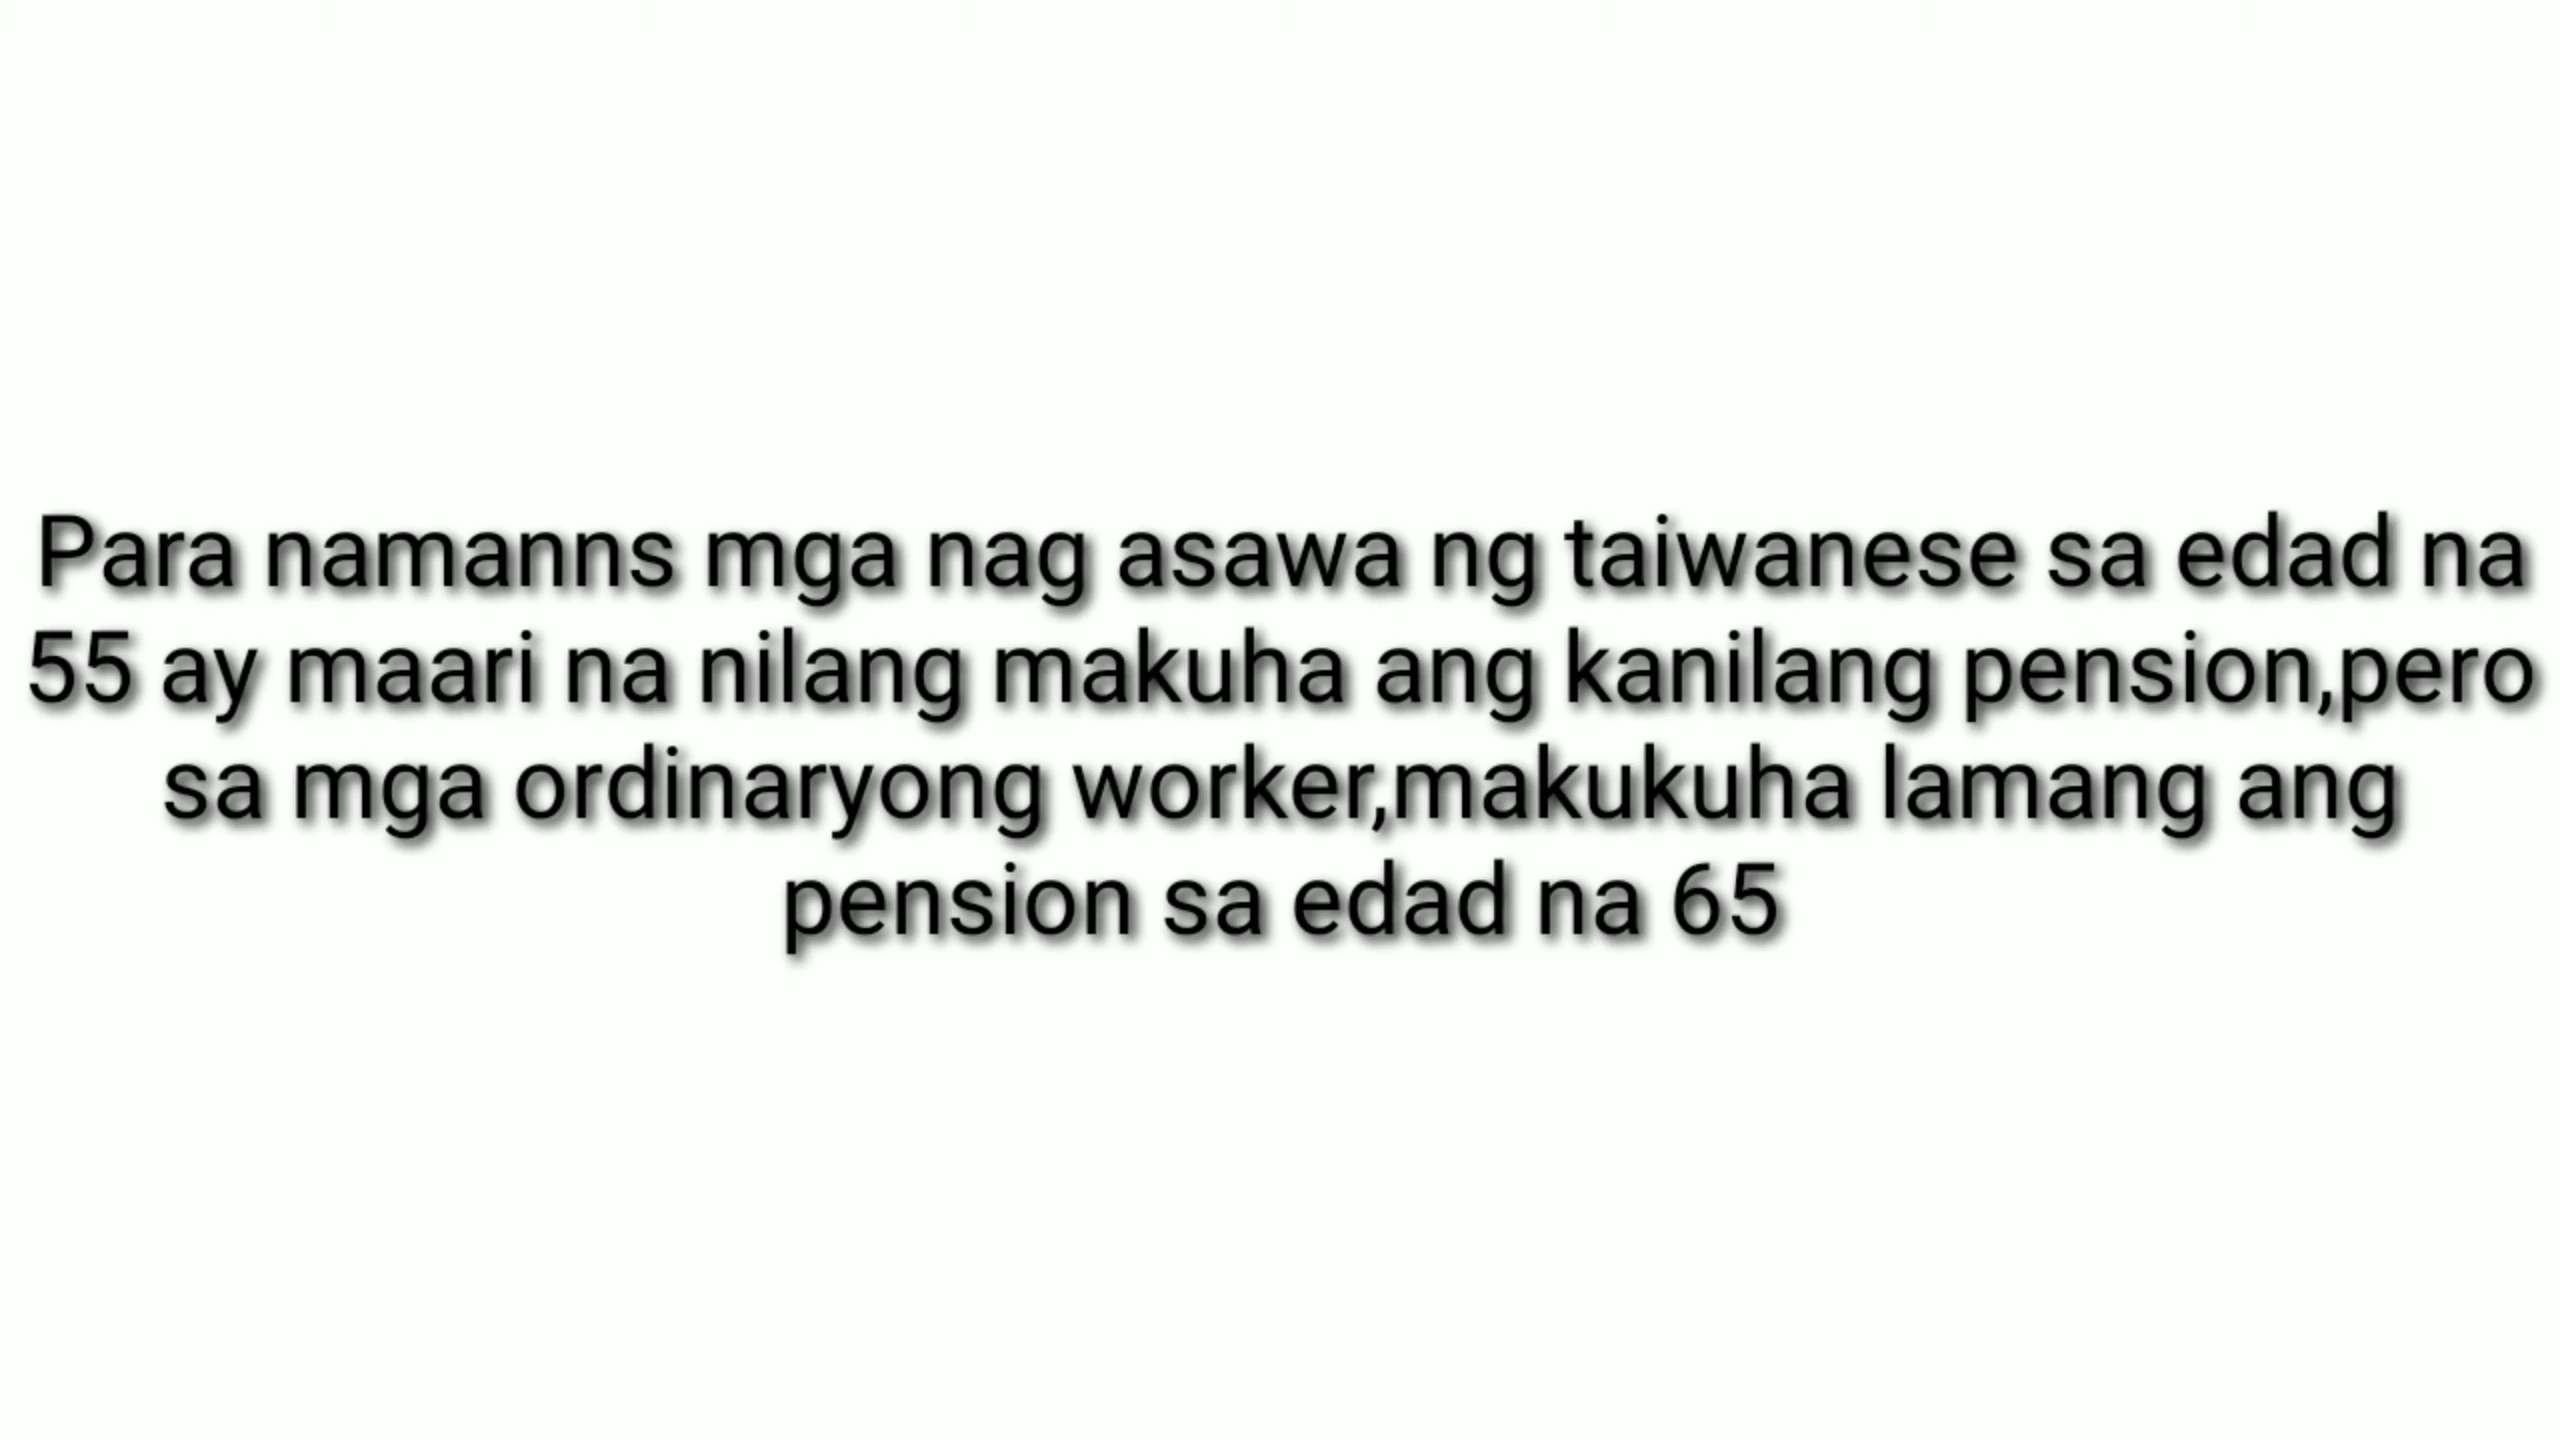 Para namanns mga nag asawa ng taiwanese sa edad na
55 ay maari na nilang makuha ang kanilang pension,pero
sa mga ordinaryong worker,makukuha lamang ang
pension sa edad na 65